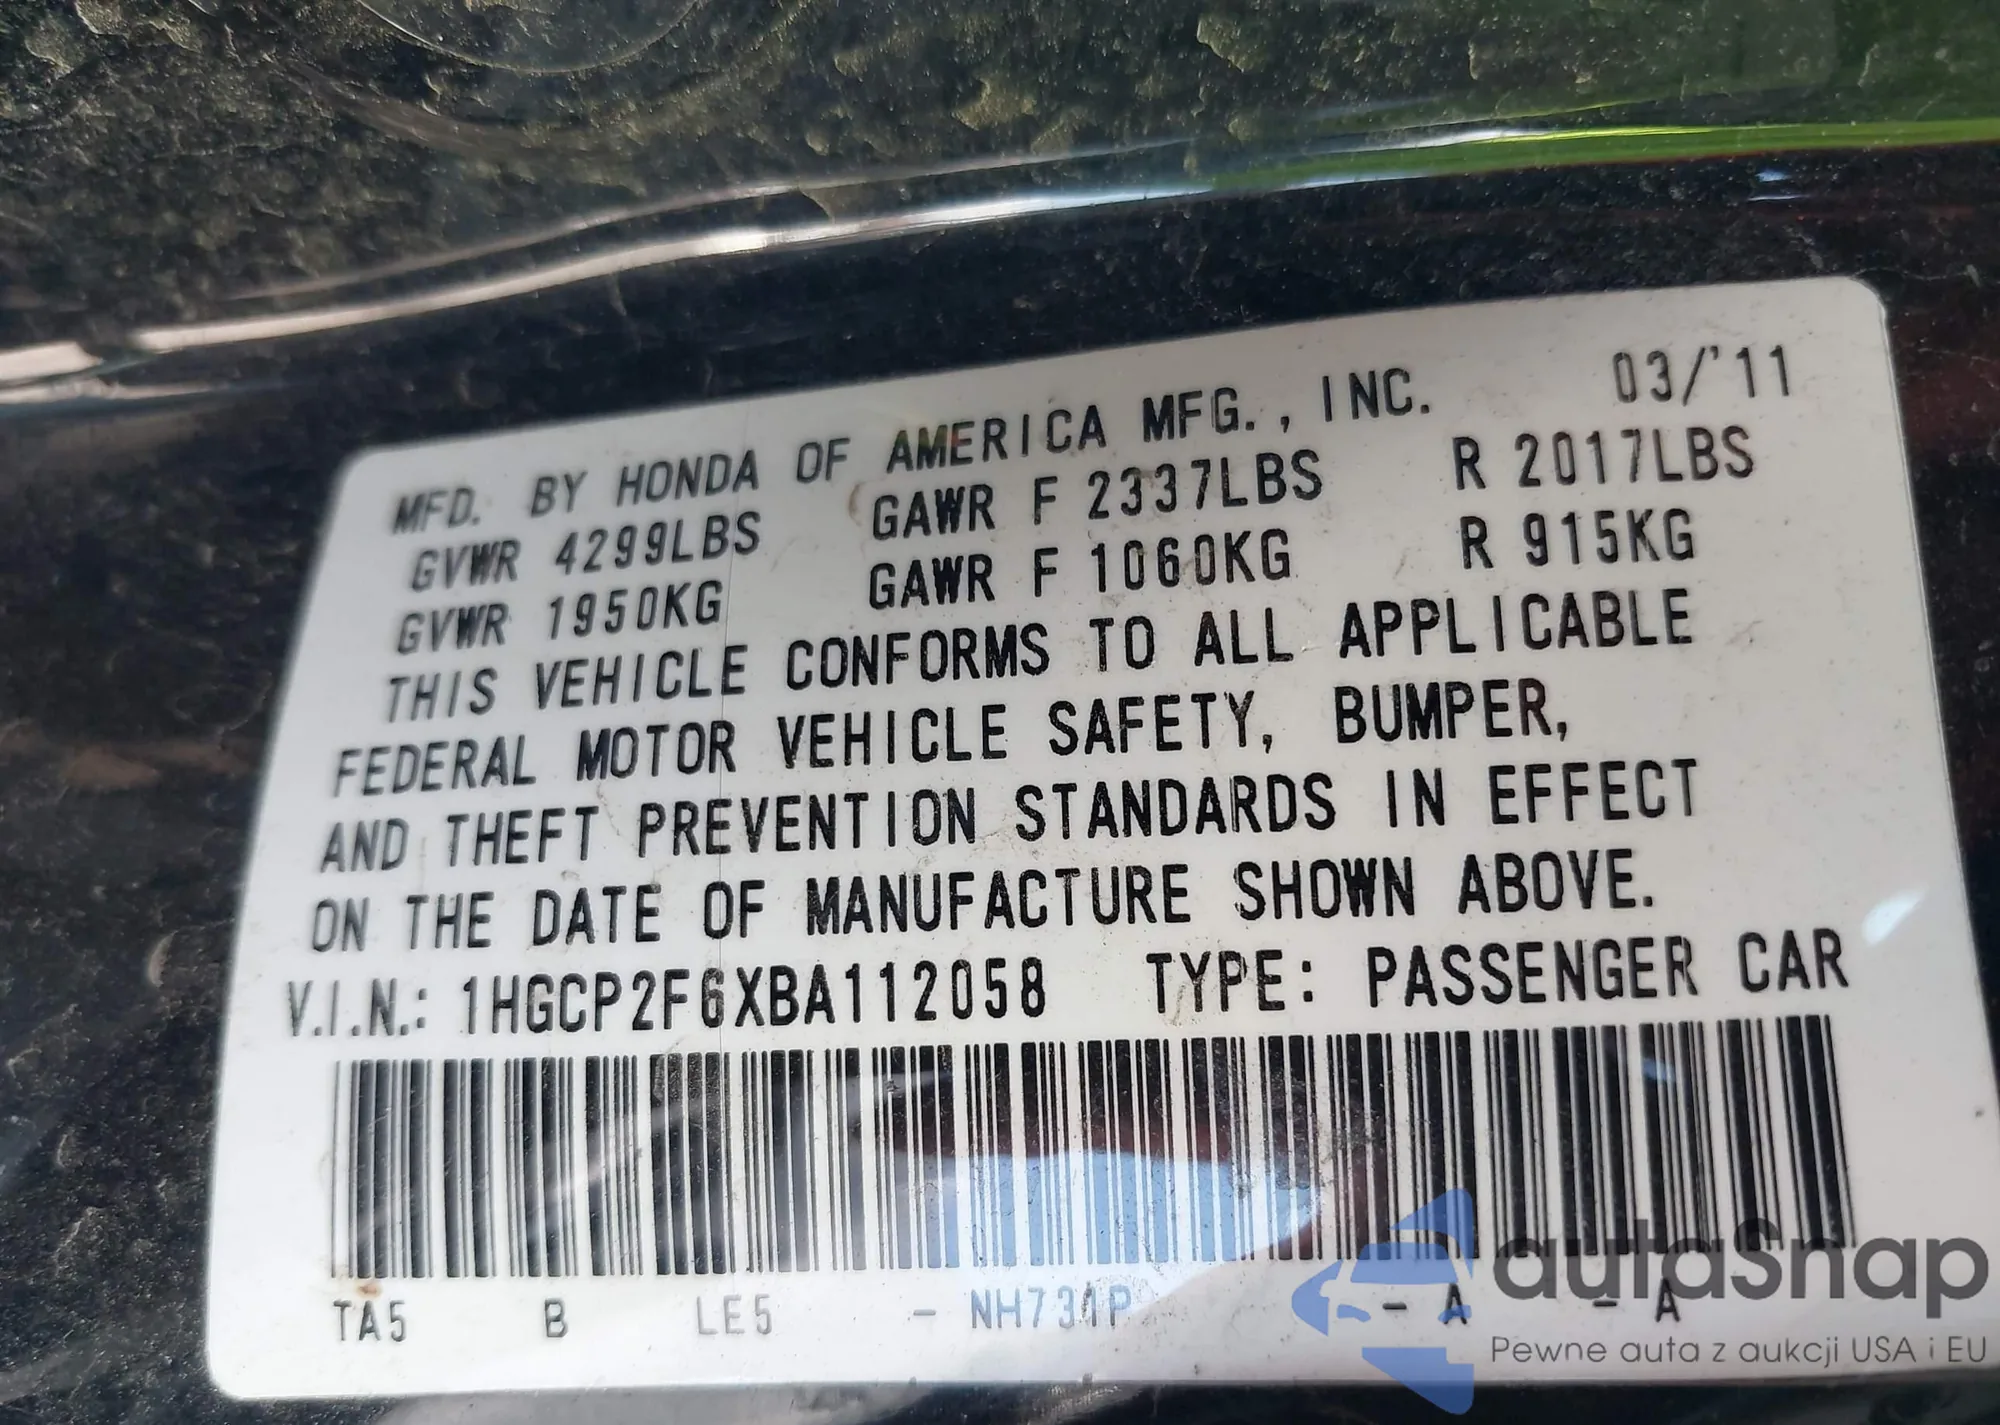 MFD. BY HONDA OF AMERICA MFG., INC. 03/'11
GVWR 4299LBS GAWR F 2337LBS R 2017LBS
GVWR 1950KG GAWR F 1060KG R 915KG
THIS VEHICLE CONFORMS TO ALL APPLICABLE
FEDERAL MOTOR VEHICLE SAFETY, BUMPER,
AND THEFT PREVENTION STANDARDS IN EFFECT
ON THE DATE OF MANUFACTURE SHOWN ABOVE.
V.I.N.: 1HGCP2F6XBA112058 TYPE: PASSENGER CAR
TA5 B LE5 - NH731P - A - A
autaSnap
Pewne auta z aukcji USA i EU